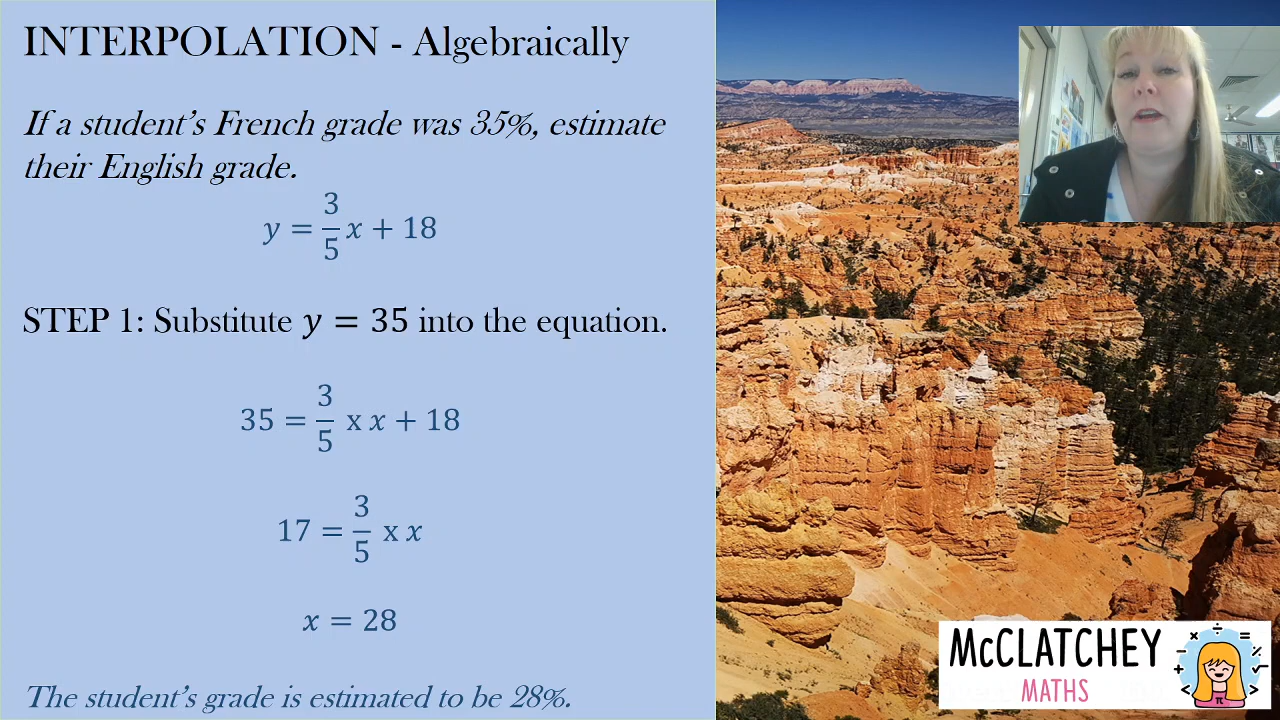 INTERPOLATION - Algebraically
If a student's French grade was 35%, estimate
their English grade.
y = 3/5 x + 18
STEP 1: Substitute y = 35 into the equation.
35 = 3/5 x x + 18
17 = 3/5 x x
x = 28
The student's grade is estimated to be 28%.
McCLATCHEY
MATHS